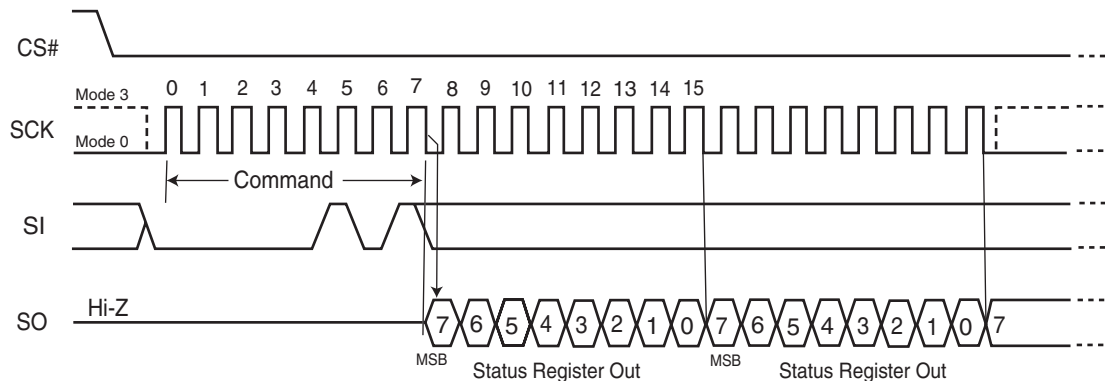 CS#
0 1 2 3 4 5 6 7 8 9 10 11 12 13 14 15
Mode 3
SCK
Mode 0
Command
SI
Hi-Z
SO
7 6 5 4 3 2 1 0 7 6 5 4 3 2 1 0 7
MSB Status Register Out MSB Status Register Out